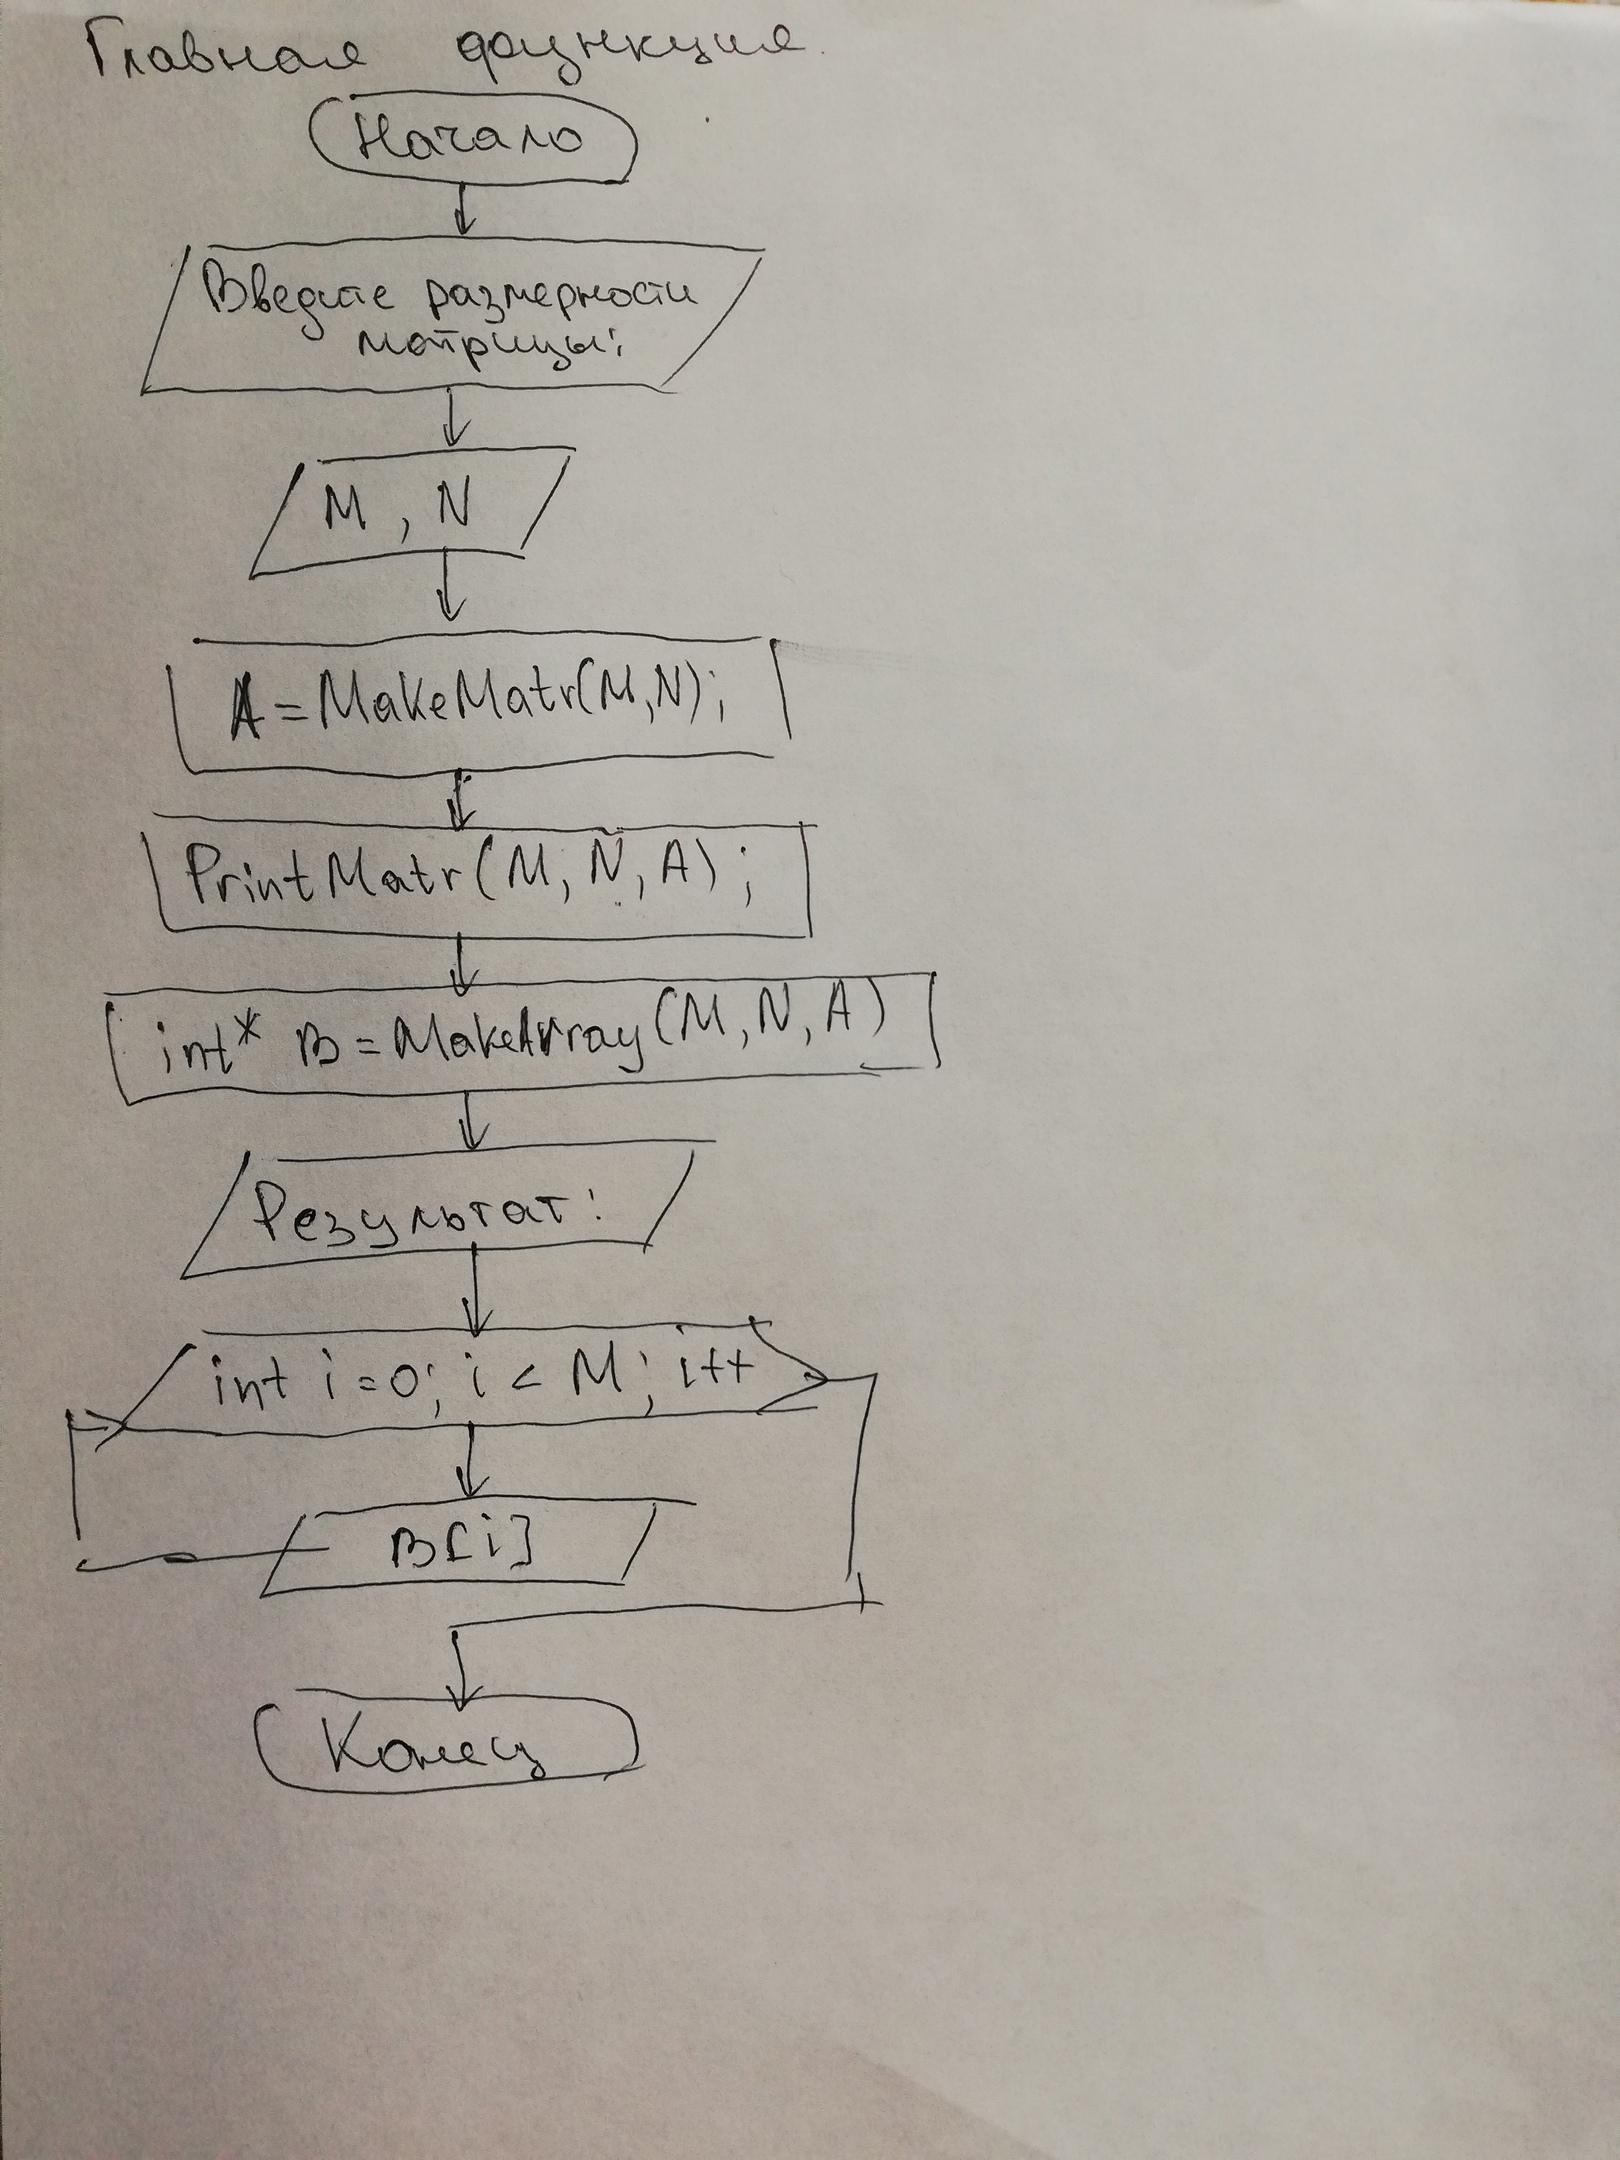 Главная функция.
Начало
Введите размерности
матрицы:
M, N
A=MakeMatr(M,N);
PrintMatr(M, N, A);
int* B=MakeArray(M,N,A)
Результат:
int i=0; i < M; i++
B[i]
Конец